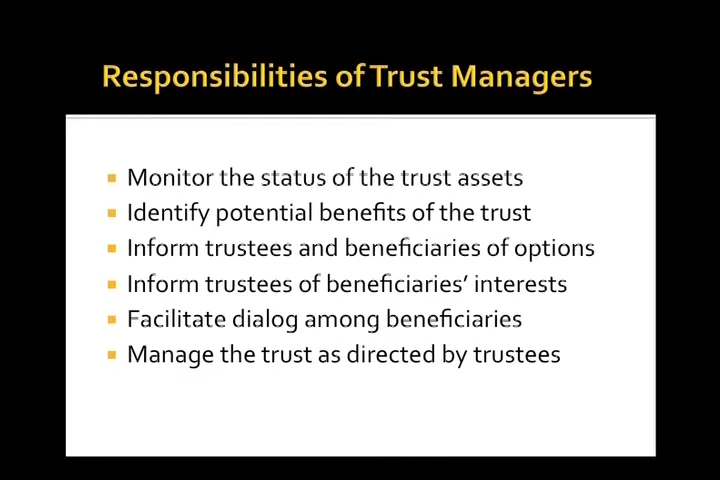 Responsibilities of Trust Managers
Monitor the status of the trust assets
Identify potential benefits of the trust
Inform trustees and beneficiaries of options
Inform trustees of beneficiaries’ interests
Facilitate dialog among beneficiaries
Manage the trust as directed by trustees